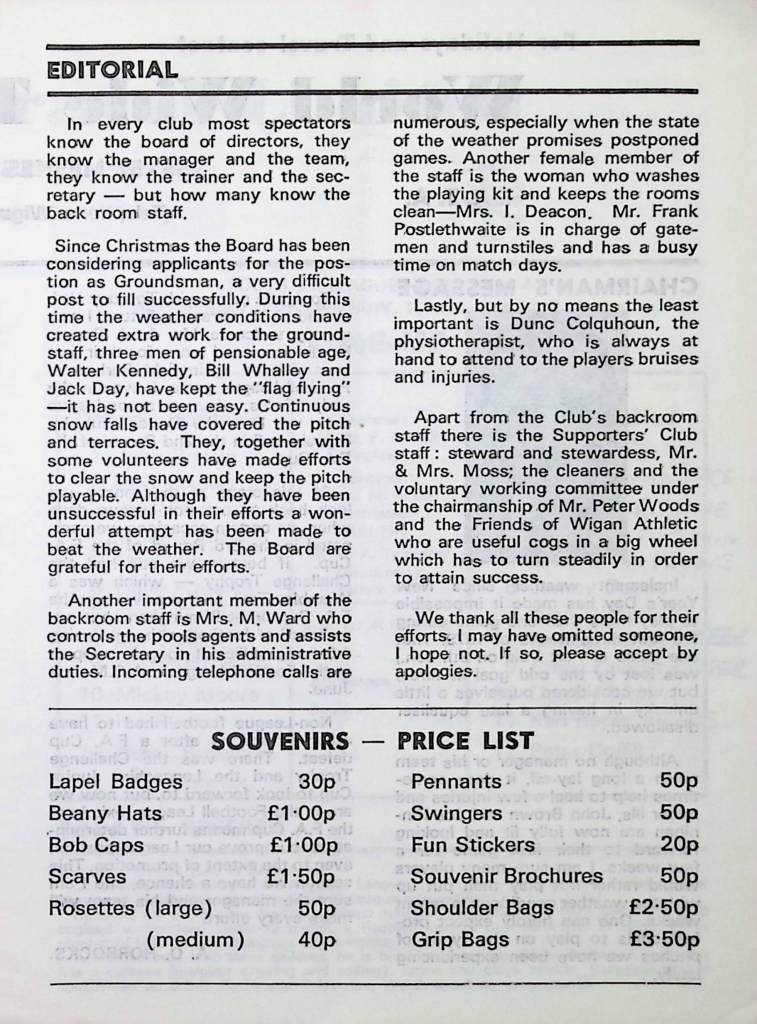 EDITORIAL
In every club most spectators
know the board of directors, they
know the manager and the team,
they know the trainer and the sec-
retary — but how many know the
back room staff.
Since Christmas the Board has been
considering applicants for the pos-
tion as Groundsman, a very difficult
post to fill successfully. During this
time the weather conditions have
created extra work for the ground-
staff, three men of pensionable age,
Walter Kennedy, Bill Whalley and
Jack Day, have kept the "flag flying"
—it has not been easy. Continuous
snow falls have covered the pitch
and terraces. They, together with
some volunteers have made efforts
to clear the snow and keep the pitch
playable. Although they have been
unsuccessful in their efforts a won-
derful attempt has been made to
beat the weather. The Board are
grateful for their efforts.
Another important member of the
backroom staff is Mrs. M. Ward who
controls the pools agents and assists
the Secretary in his administrative
duties. Incoming telephone calls are
numerous, especially when the state
of the weather promises postponed
games. Another female member of
the staff is the woman who washes
the playing kit and keeps the rooms
clean—Mrs. I. Deacon. Mr. Frank
Postlethwaite is in charge of gate-
men and turnstiles and has a busy
time on match days.
Lastly, but by no means the least
important is Dunc Colquhoun, the
physiotherapist, who is always at
hand to attend to the players bruises
and injuries.
Apart from the Club's backroom
staff there is the Supporters' Club
staff : steward and stewardess, Mr.
& Mrs. Moss; the cleaners and the
voluntary working committee under
the chairmanship of Mr. Peter Woods
and the Friends of Wigan Athletic
who are useful cogs in a big wheel
which has to turn steadily in order
to attain success.
We thank all these people for their
efforts. I may have omitted someone,
I hope not. If so, please accept by
apologies.
SOUVENIRS — PRICE LIST
Lapel Badges 30p
Beany Hats £1·00p
Bob Caps £1·00p
Scarves £1·50p
Rosettes (large) 50p
(medium) 40p
Pennants 50p
Swingers 50p
Fun Stickers 20p
Souvenir Brochures 50p
Shoulder Bags £2·50p
Grip Bags £3·50p